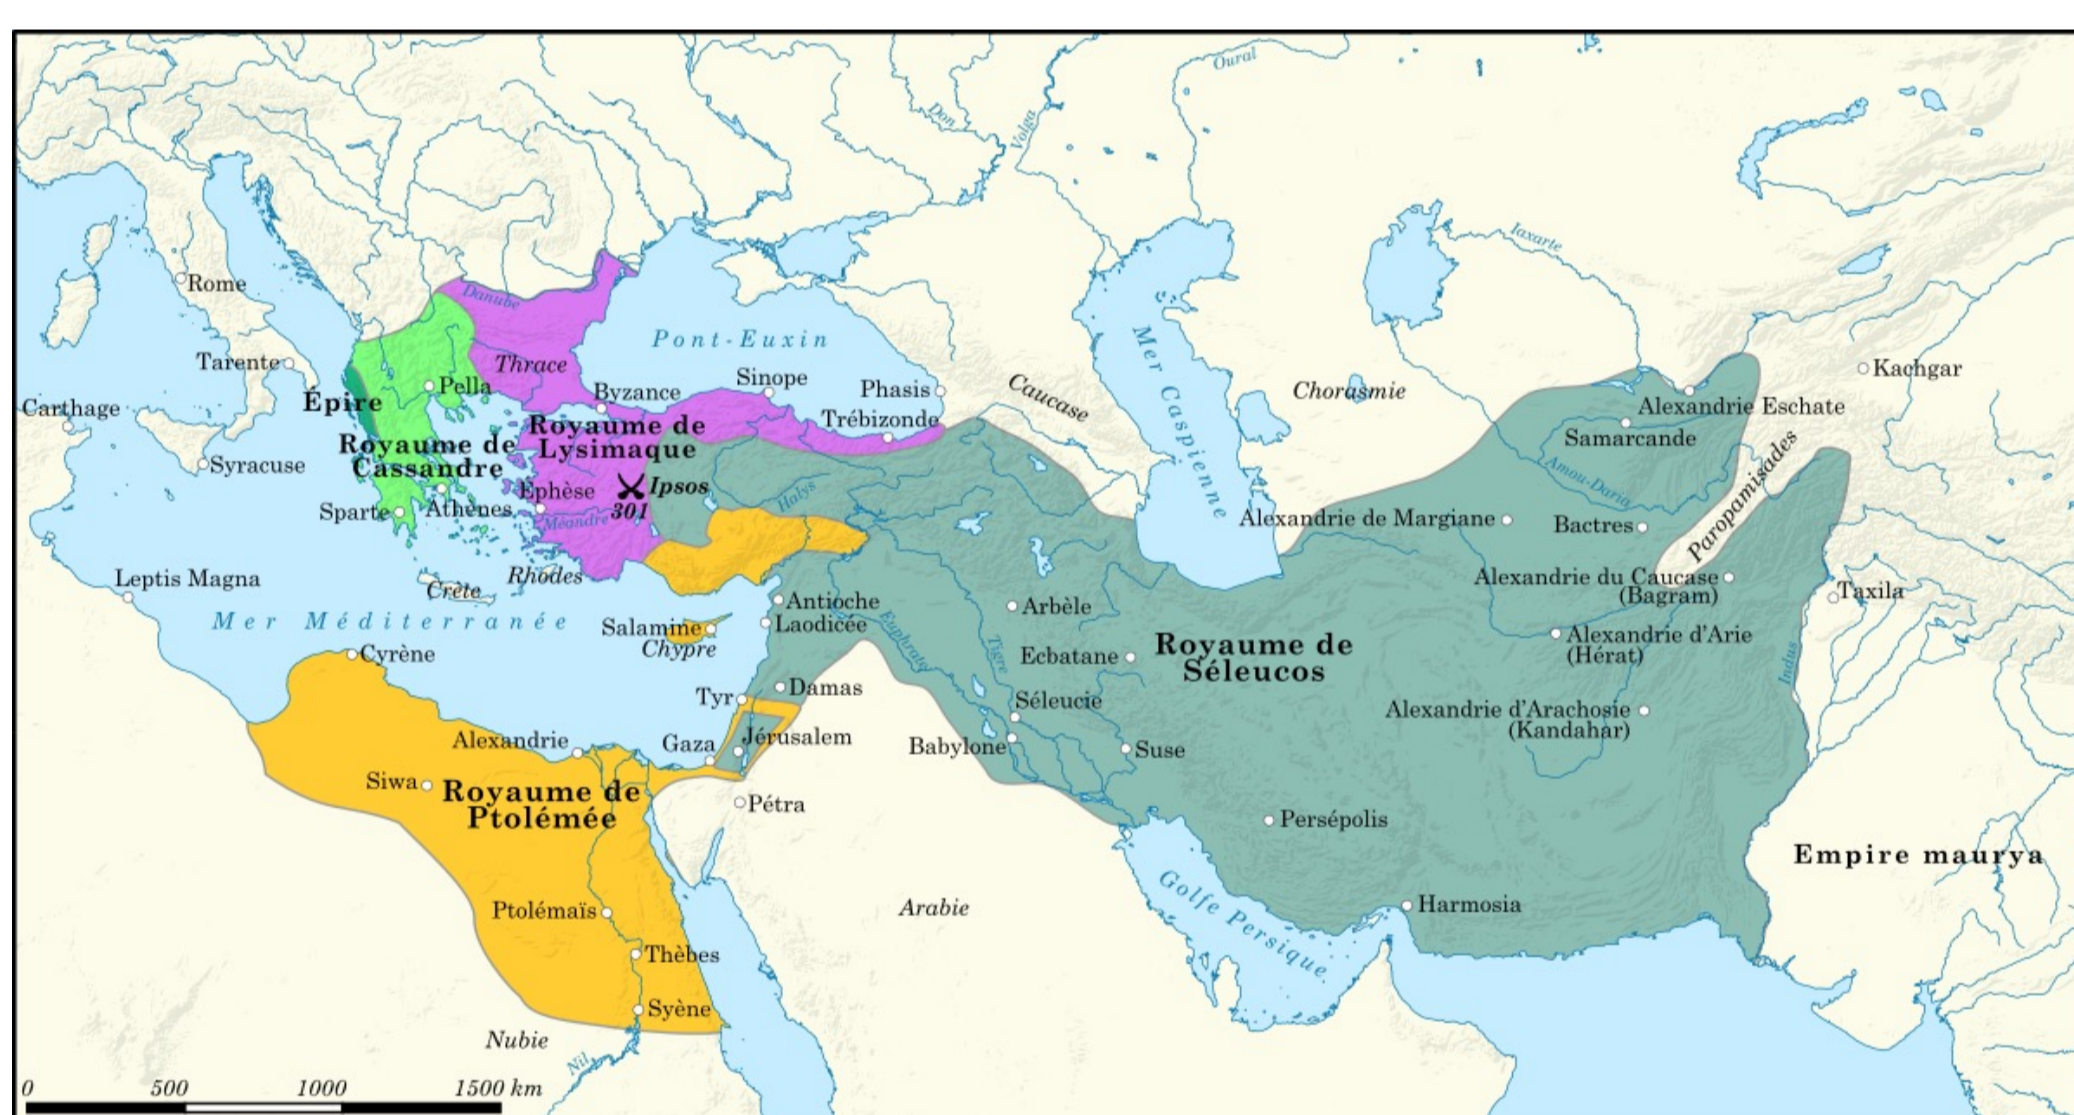 Oural
Don
Volga
Iaxarte
Rome
Danube
Pont-Euxin
Mer Caspienne
Tarente
Thrace
Pella
Byzance
Sinope
Phasis
Caucase
Chorasmie
Kachgar
Carthage
Épire
Trébizonde
Alexandrie Eschate
Royaume de
Lysimaque
Samarcande
Royaume de
Cassandre
Syracuse
Amou-Daria
Paropamisades
Ephèse
Ipsos
301
Halys
Sparte
Athènes
Méandre
Alexandrie de Margiane
Bactres
Leptis Magna
Crète
Rhodes
Alexandrie du Caucase
(Bagram)
Taxila
Antioche
Arbèle
Mer Méditerranée
Salamine
Laodicée
Euphrate
Tigre
Chypre
Alexandrie d'Arie
(Hérat)
Royaume de
Séleucos
Cyrène
Ecbatane
Indus
Tyr
Damas
Séleucie
Alexandrie d'Arachosie
(Kandahar)
Alexandrie
Gaza
Jérusalem
Babylone
Suse
Siwa
Royaume de
Ptolémée
Pétra
Persépolis
Empire maurya
Ptolémaïs
Arabie
Golfe Persique
Harmosia
Thèbes
Syène
Nubie
Nil
0 500 1000 1500 km